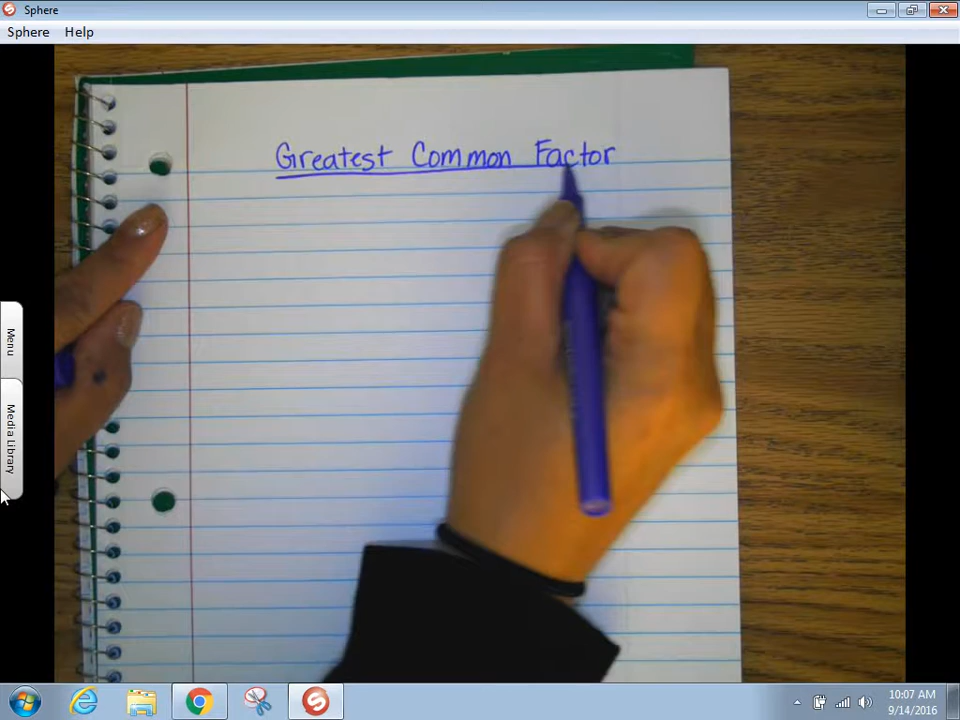 Sphere
Sphere Help
Greatest Common Factor
Menu
Media Library
10:07 AM
9/14/2016